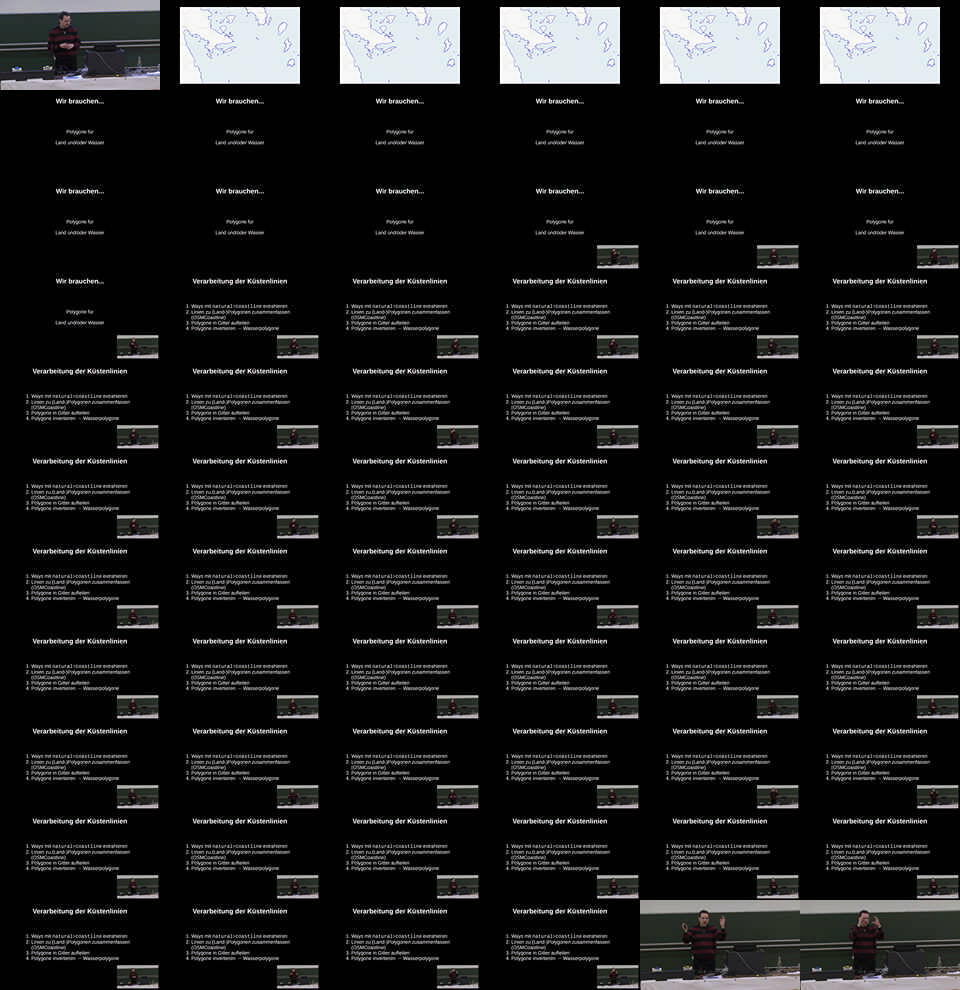 Wir brauchen...
Polygone für
Land und/oder Wasser
Verarbeitung der Küstenlinien
1. Ways mit natural=coastline extrahieren
2. Linien zu (Land-)Polygonen zusammenfassen
(OSMCoastline)
3. Polygone in Gitter aufteilen
4. Polygone invertieren → Wasserpolygone